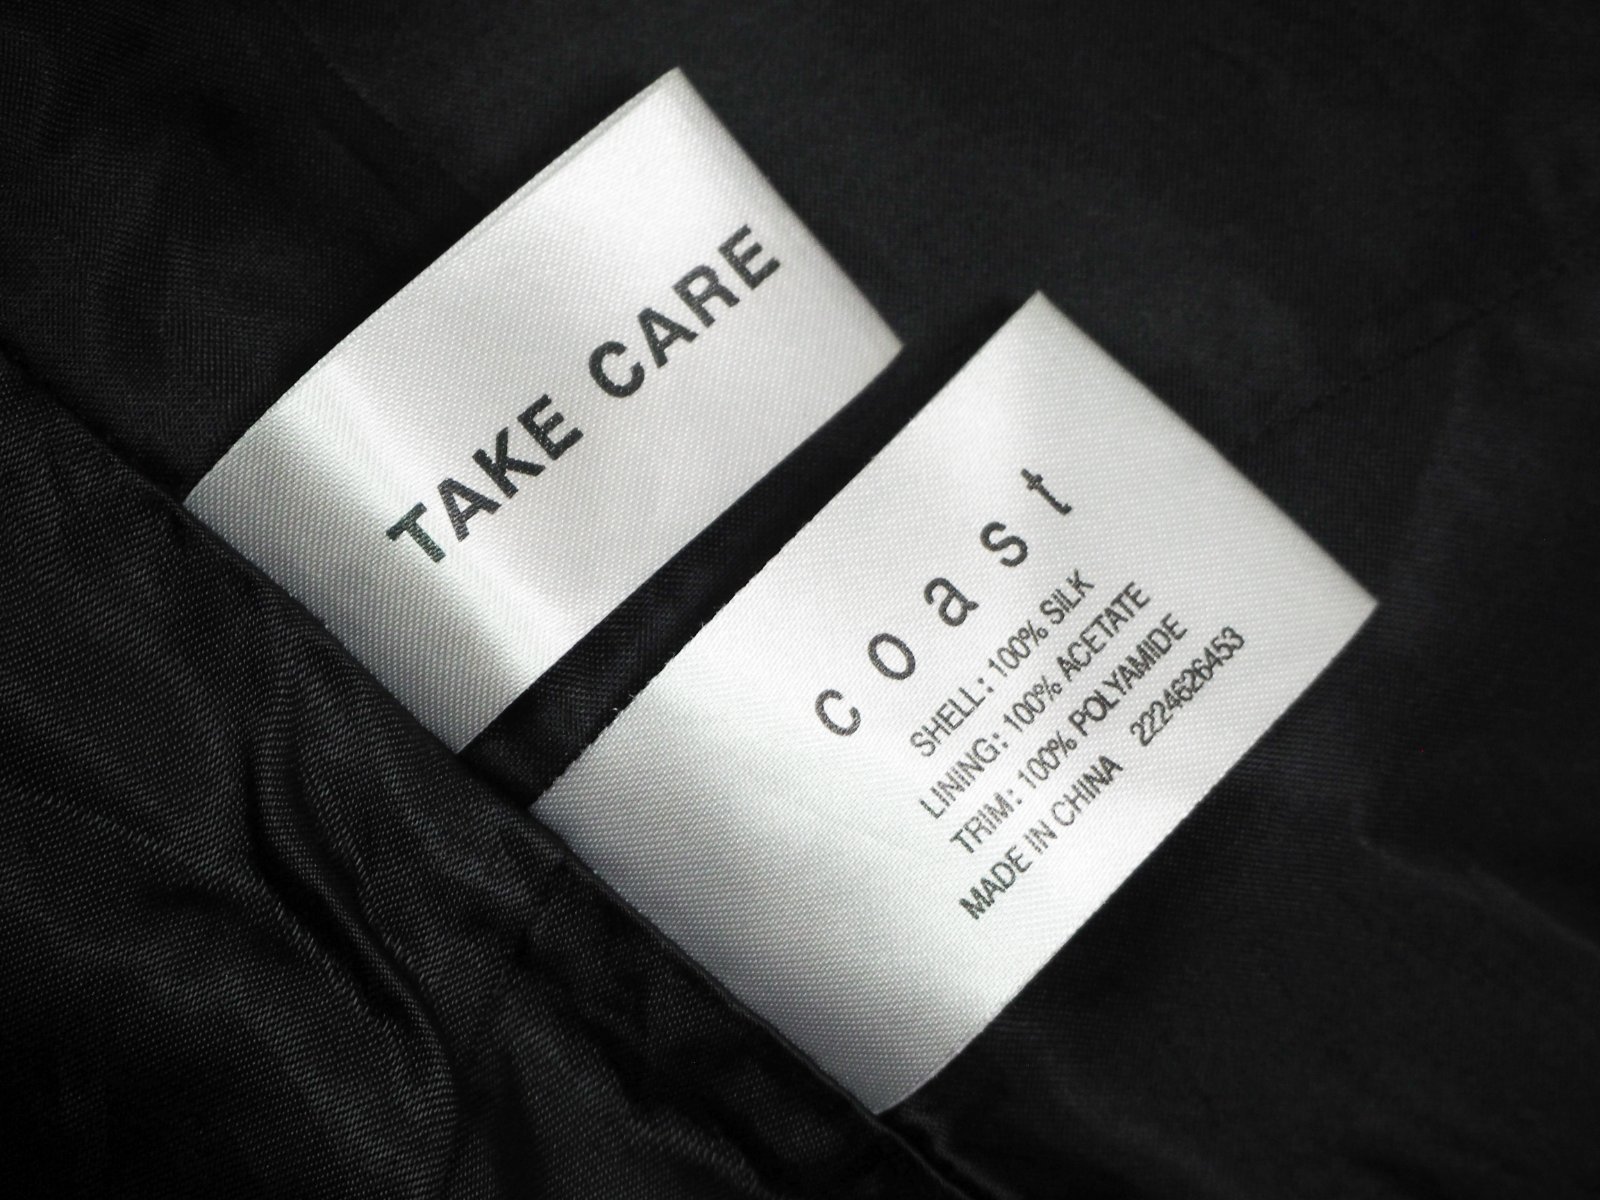 TAKE CARE
coast
SHELL: 100% SILK
LINING: 100% ACETATE
TRIM: 100% POLYAMIDE
MADE IN CHINA 2224626453